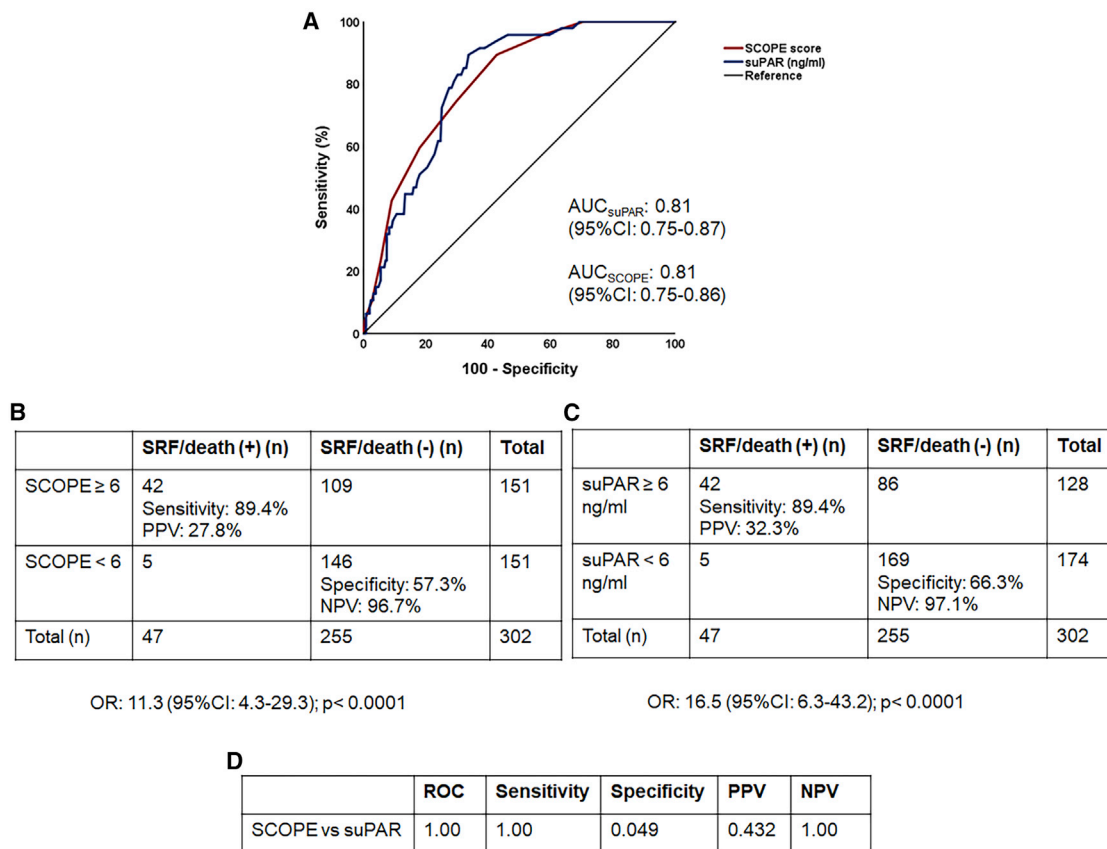 A
100
80
60
40
20
0
Sensitivity (%)
0 20 40 60 80 100
100 - Specificity
SCOPE score
suPAR (ng/ml)
Reference
AUCsuPAR: 0.81
(95%CI: 0.75-0.87)
AUCSCOPE: 0.81
(95%CI: 0.75-0.86)
B
SRF/death (+) (n) SRF/death (-) (n) Total
SCOPE ≥ 6 42 109 151
Sensitivity: 89.4%
PPV: 27.8%
SCOPE < 6 5 146 151
Specificity: 57.3%
NPV: 96.7%
Total (n) 47 255 302
OR: 11.3 (95%CI: 4.3-29.3); p< 0.0001
C
SRF/death (+) (n) SRF/death (-) (n) Total
suPAR ≥ 6 42 86 128
ng/ml Sensitivity: 89.4%
PPV: 32.3%
suPAR < 6 5 169 174
ng/ml Specificity: 66.3%
NPV: 97.1%
Total (n) 47 255 302
OR: 16.5 (95%CI: 6.3-43.2); p< 0.0001
D
ROC Sensitivity Specificity PPV NPV
SCOPE vs suPAR 1.00 1.00 0.049 0.432 1.00